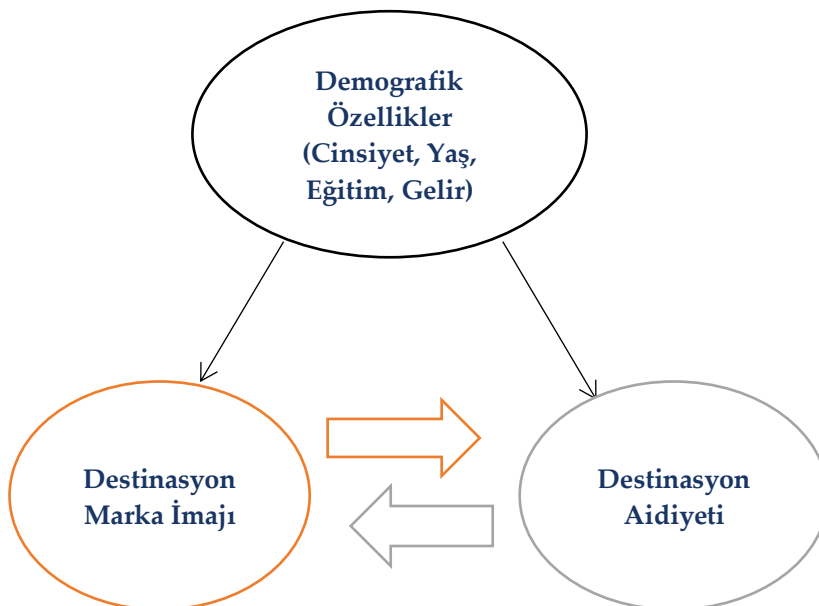 Demografik
Özellikler
(Cinsiyet, Yaş,
Eğitim, Gelir)
Destinasyon
Marka İmajı
Destinasyon
Aidiyeti